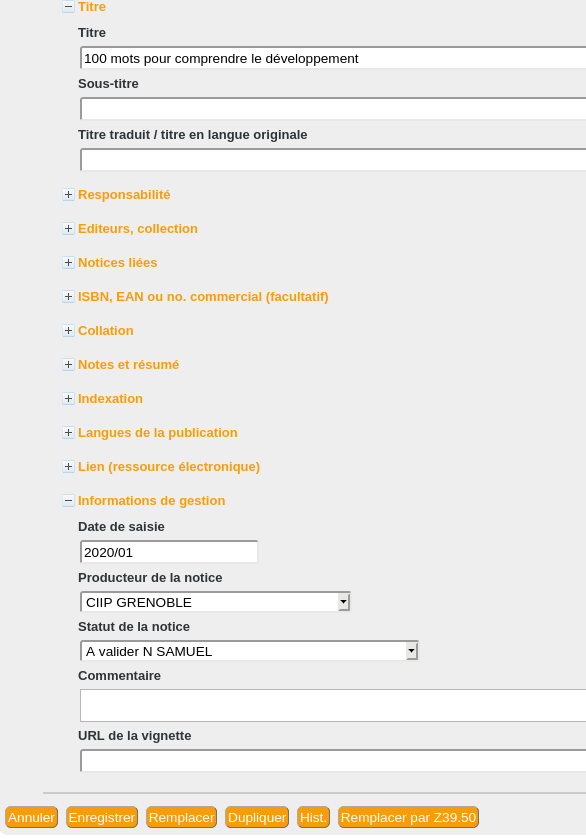 Titre
Titre
100 mots pour comprendre le développement
Sous-titre
Titre traduit / titre en langue originale
Responsabilité
Editeurs, collection
Notices liées
ISBN, EAN ou no. commercial (facultatif)
Collation
Notes et résumé
Indexation
Langues de la publication
Lien (ressource électronique)
Informations de gestion
Date de saisie
2020/01
Producteur de la notice
CIIP GRENOBLE
Statut de la notice
A valider N SAMUEL
Commentaire
URL de la vignette
Annuler Enregistrer Remplacer Dupliquer Hist. Remplacer par Z39.50